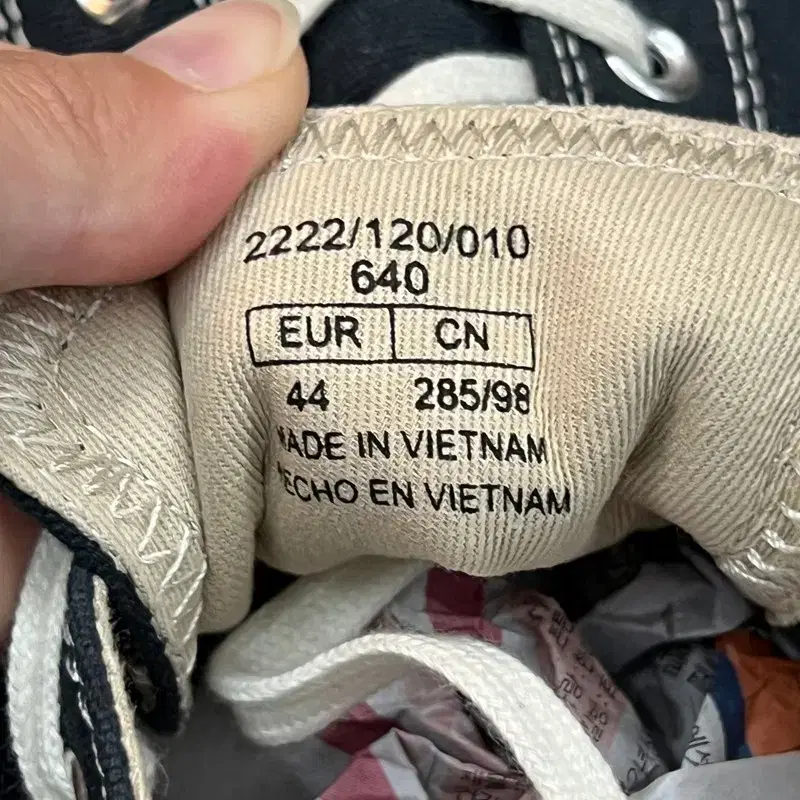 2222/120/010
640
EUR CN
44 285/98
MADE IN VIETNAM
HECHO EN VIETNAM